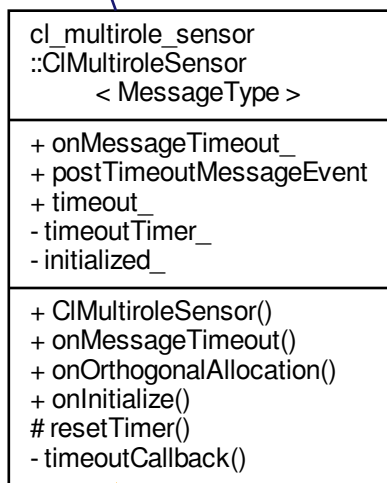 cl_multirole_sensor
::ClMultiroleSensor
< MessageType >
+ onMessageTimeout_
+ postTimeoutMessageEvent
+ timeout_
- timeoutTimer_
- initialized_
+ ClMultiroleSensor()
+ onMessageTimeout()
+ onOrthogonalAllocation()
+ onInitialize()
# resetTimer()
- timeoutCallback()